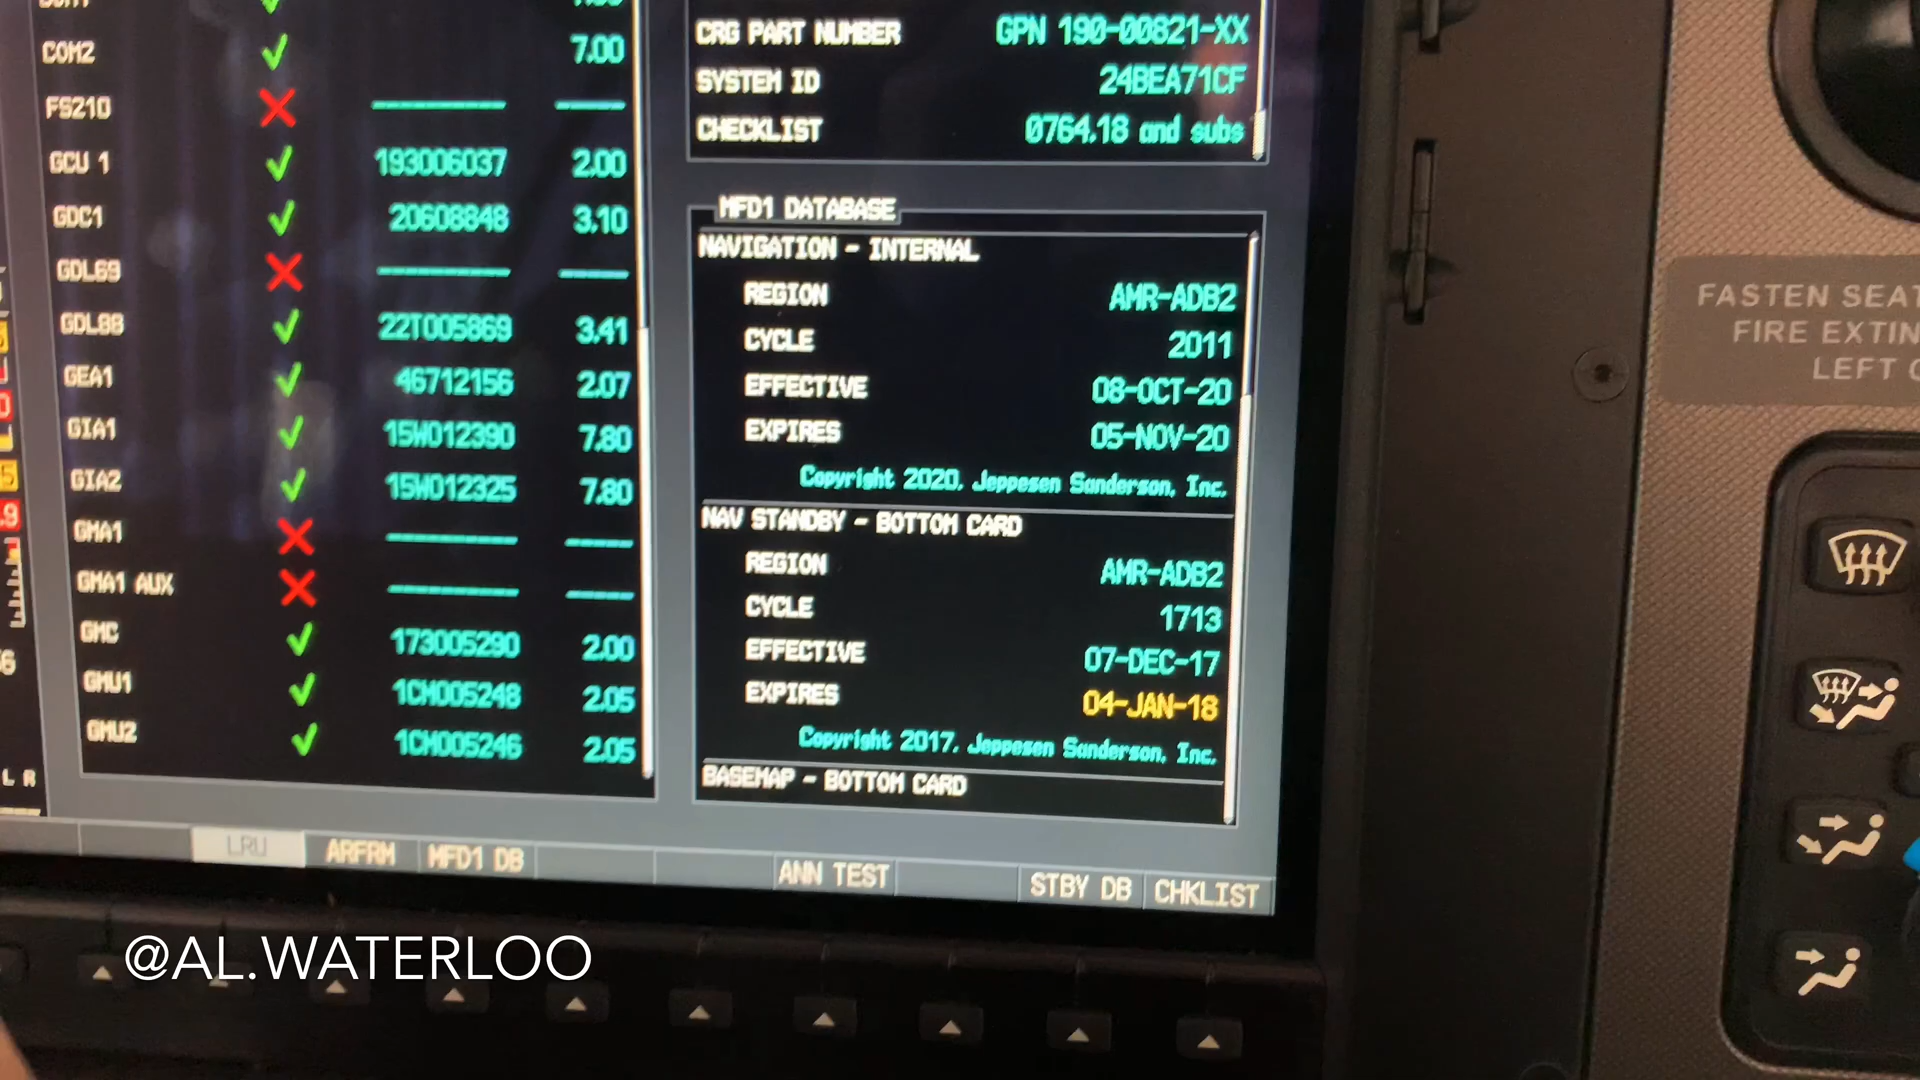 COM2 7.00
FS210
GCU 1 193006037 2.00
GDC1 20608848 3.10
GDL69
GDL88 22T005869 3.41
GEA1 46712156 2.07
GIA1 15W012390 7.80
GIA2 15W012325 7.80
GMA1
GMA1 AUX
GMC 173005290 2.00
GMU1 1CM005248 2.05
GMU2 1CM005246 2.05
CRG PART NUMBER GPN 190-00821-XX
SYSTEM ID 24BEA71CF
CHECKLIST 0764.18 and subs
MFD1 DATABASE
NAVIGATION - INTERNAL
REGION AMR-ADB2
CYCLE 2011
EFFECTIVE 08-OCT-20
EXPIRES 05-NOV-20
Copyright 2020, Jeppesen Sanderson, Inc.
NAV STANDBY - BOTTOM CARD
REGION AMR-ADB2
CYCLE 1713
EFFECTIVE 07-DEC-17
EXPIRES 04-JAN-18
Copyright 2017, Jeppesen Sanderson, Inc.
BASEMAP - BOTTOM CARD
L R
LRU ARFRM MFD1 DB ANN TEST STBY DB CHKLIST
@AL.WATERLOO
FASTEN SEAT
FIRE EXTIN
LEFT